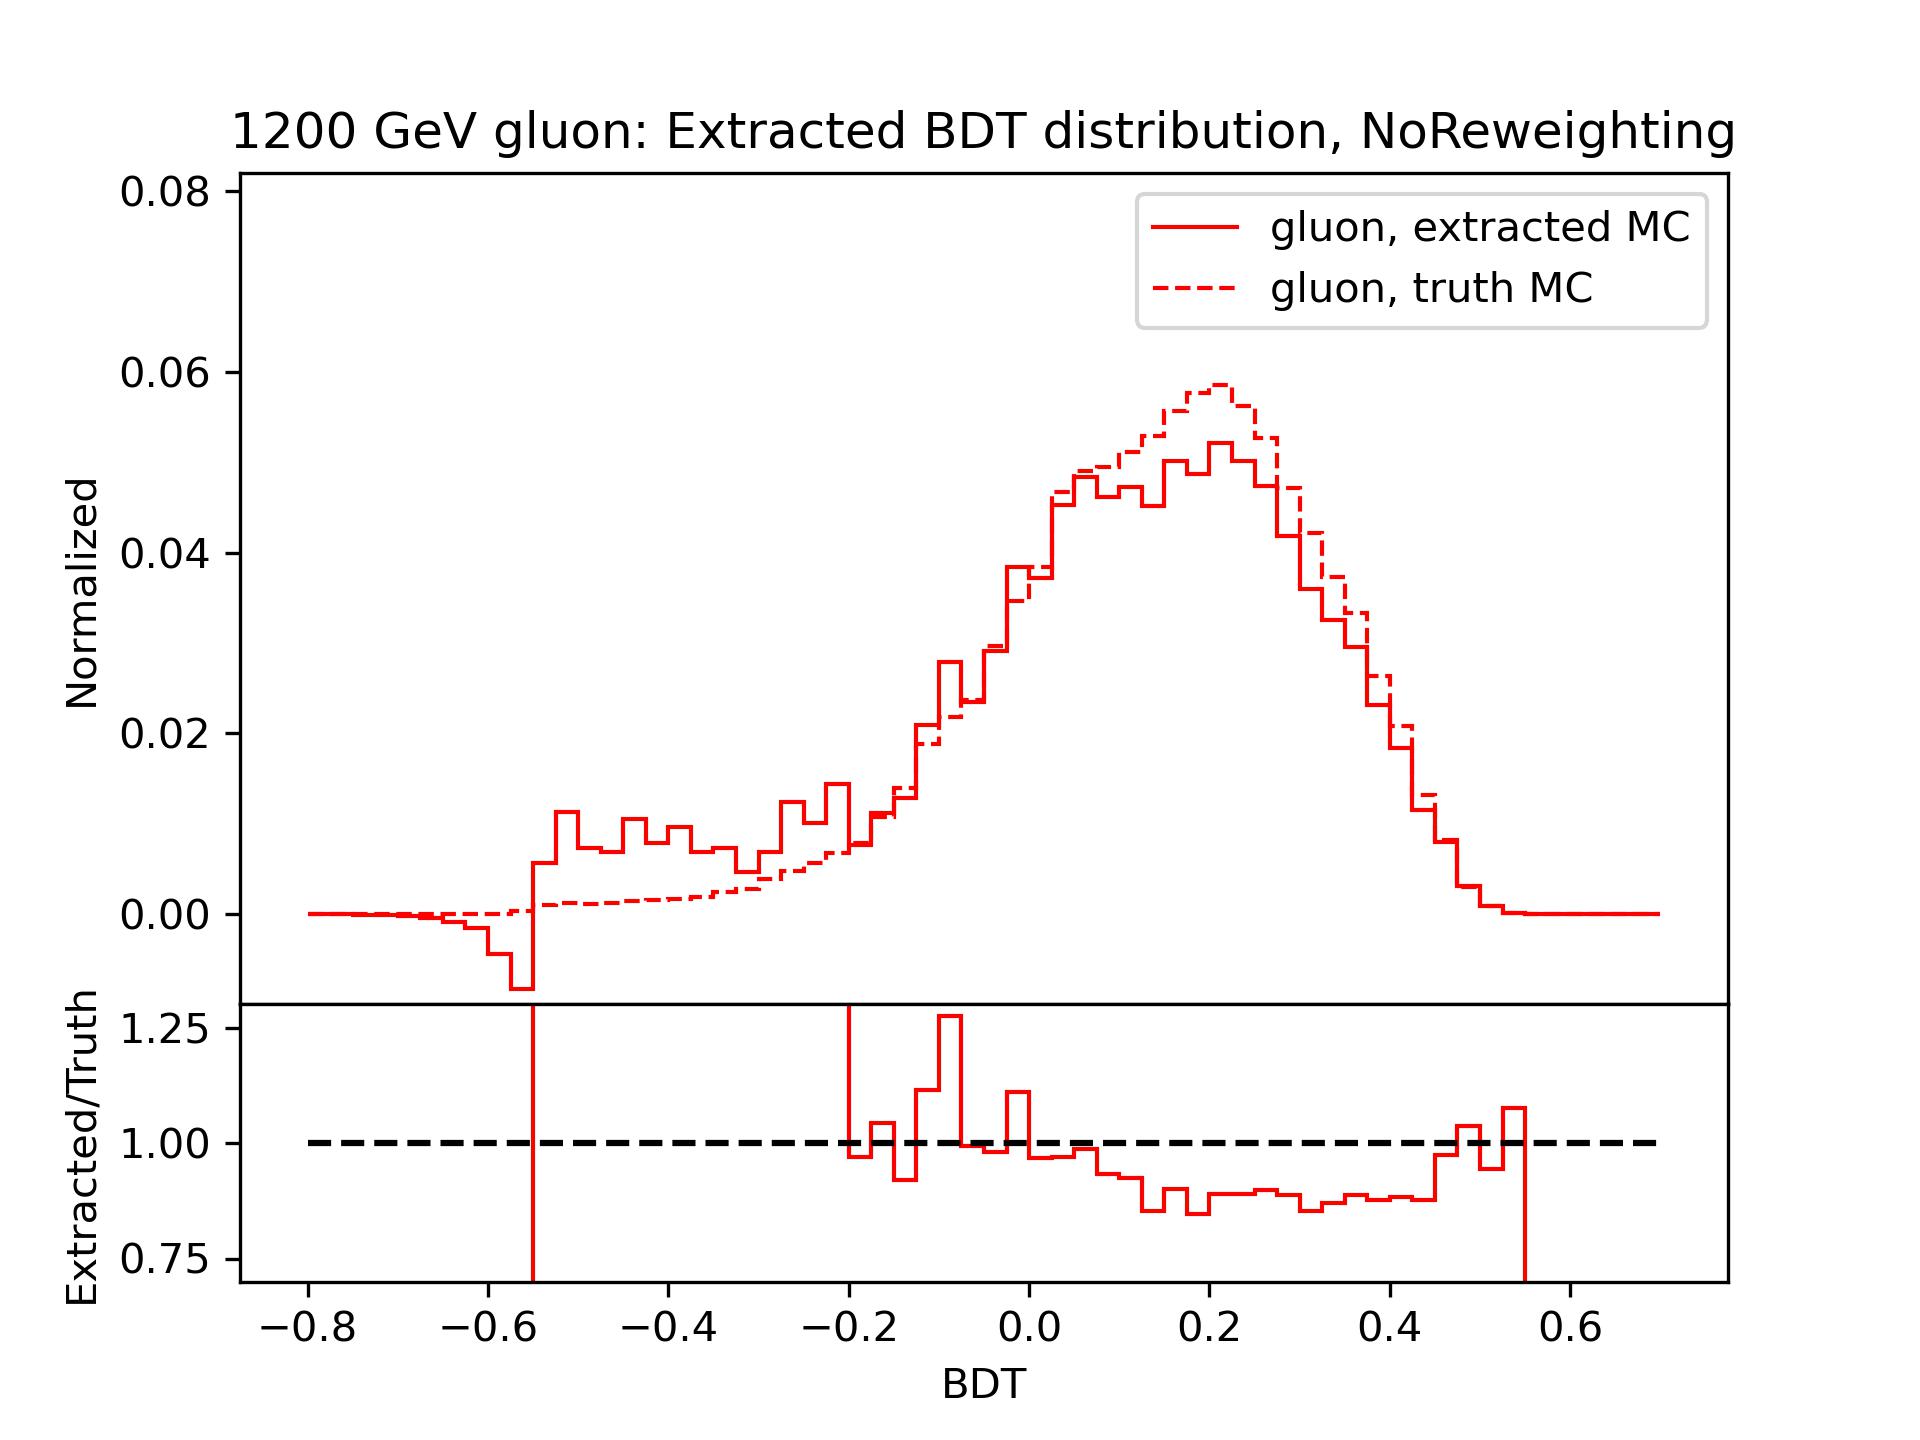 1200 GeV gluon: Extracted BDT distribution, NoReweighting
gluon, extracted MC
gluon, truth MC
Normalized
0.08
0.06
0.04
0.02
0.00
Extracted/Truth
1.25
1.00
0.75
−0.8 −0.6 −0.4 −0.2 0.0 0.2 0.4 0.6
BDT